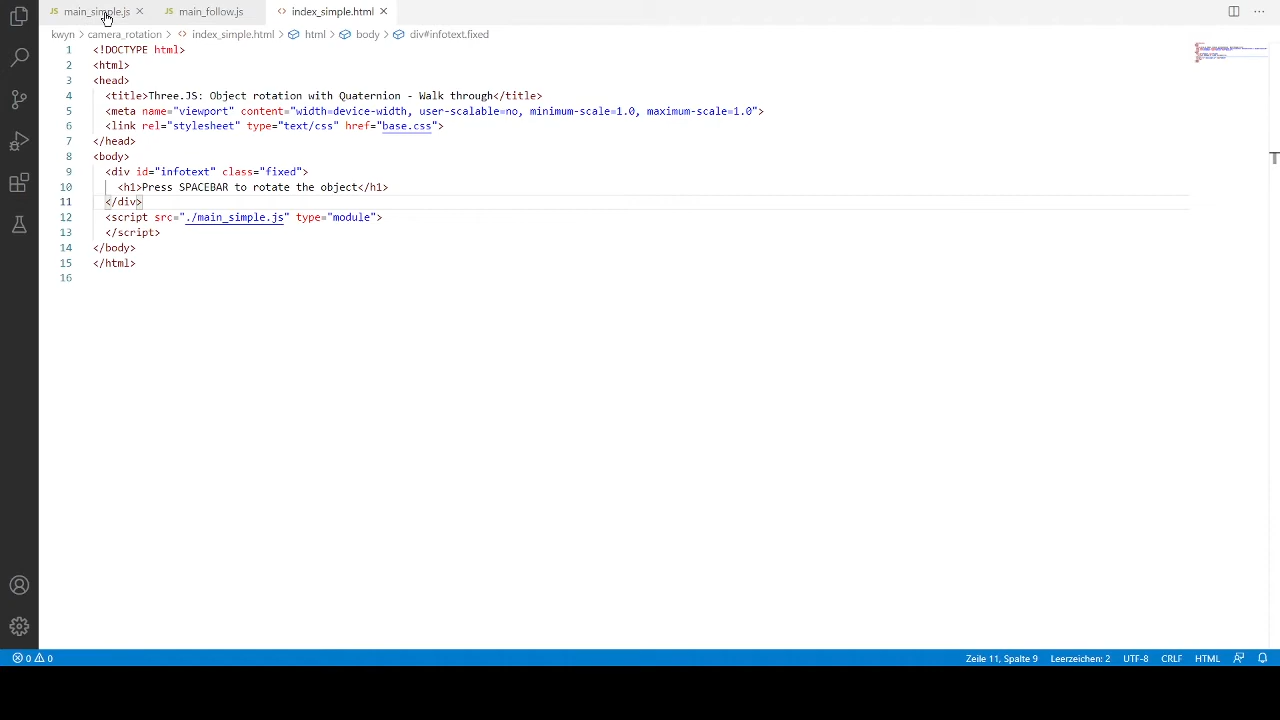 JS main_simple.js × JS main_follow.js <> index_simple.html ×
kwyn > camera_rotation > <> index_simple.html > html > body > div#infotext.fixed
1 <!DOCTYPE html>
2 <html>
3 <head>
4 <title>Three.JS: Object rotation with Quaternion - Walk through</title>
5 <meta name="viewport" content="width=device-width, user-scalable=no, minimum-scale=1.0, maximum-scale=1.0">
6 <link rel="stylesheet" type="text/css" href="base.css">
7 </head>
8 <body>
9 <div id="infotext" class="fixed">
10 <h1>Press SPACEBAR to rotate the object</h1>
11 </div>
12 <script src="./main_simple.js" type="module">
13 </script>
14 </body>
15 </html>
16
0 0 Zeile 11, Spalte 9 Leerzeichen: 2 UTF-8 CRLF HTML